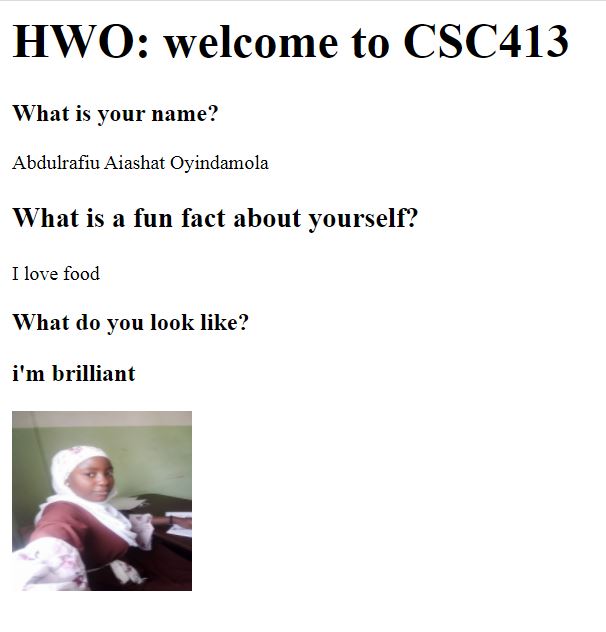 HWO: welcome to CSC413
What is your name?
Abdulrafiu Aiashat Oyindamola
What is a fun fact about yourself?
I love food
What do you look like?
i'm brilliant